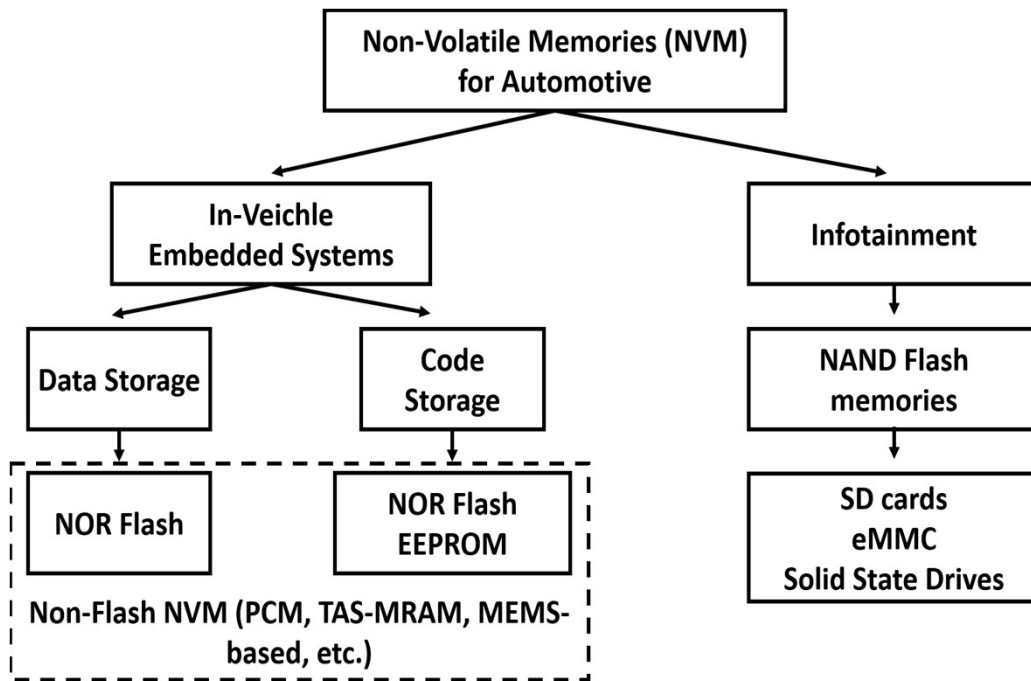 Non-Volatile Memories (NVM)
for Automotive
In-Veichle
Embedded Systems
Infotainment
Data Storage
Code
Storage
NAND Flash
memories
NOR Flash
NOR Flash
EEPROM
SD cards
eMMC
Solid State Drives
Non-Flash NVM (PCM, TAS-MRAM, MEMS-
based, etc.)